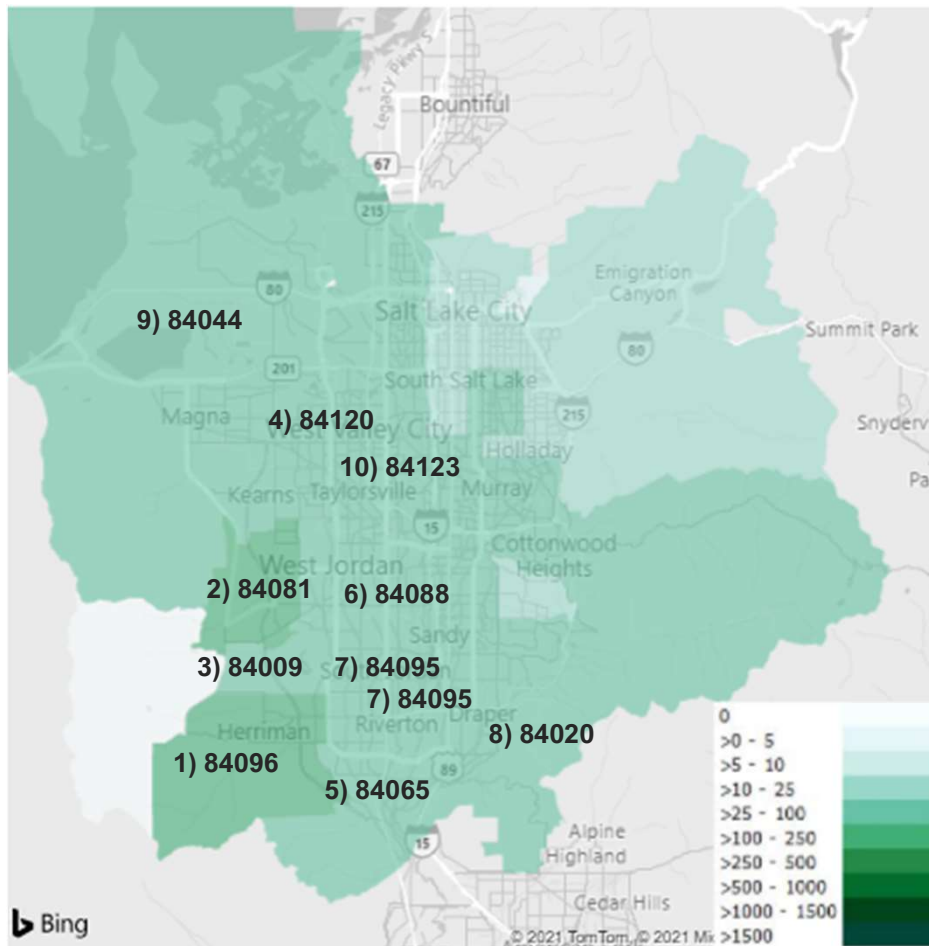 Legacy Pkwy S
Bountiful
67
215
Emigration
Canyon
80
Salt Lake City
9) 84044
80
Summit Park
201
South Salt Lake
215
Magna
4) 84120
West Valley City
Snyderv
Holladay
10) 84123
Pa
Kearns
Taylorsville
Murray
15
West Jordan
Cottonwood
Heights
2) 84081
6) 84088
Sandy
3) 84009
7) 84095
7) 84095
Herriman
Riverton
Draper
8) 84020
1) 84096
89
5) 84065
15
Alpine
Highland
Cedar Hills
0
>0 - 5
>5 - 10
>10 - 25
>25 - 100
>100 - 250
>250 - 500
>500 - 1000
>1000 - 1500
>1500
Bing
© 2021 TomTom, © 2021 Mic